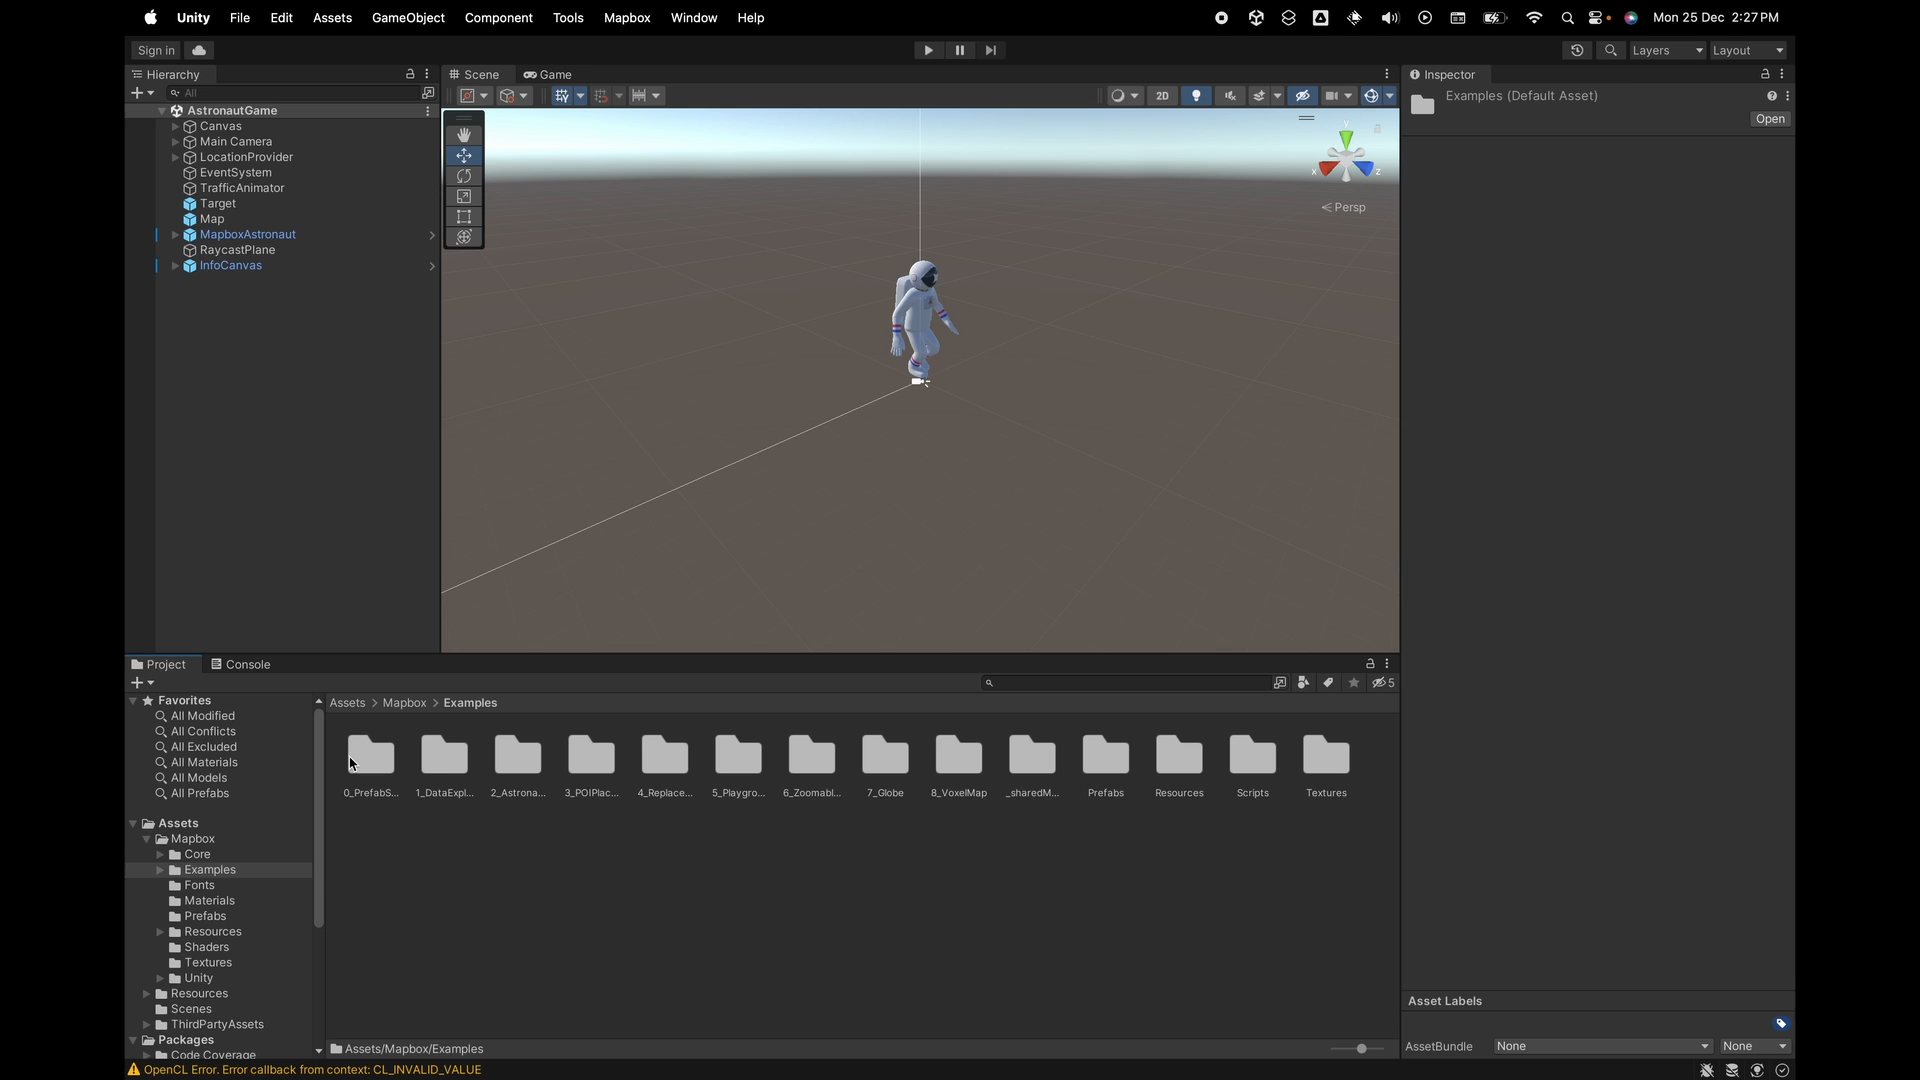 Unity File Edit Assets GameObject Component Tools Mapbox Window Help Mon 25 Dec 2:27 PM
Sign in Layers Layout
Hierarchy Scene Game Inspector
All 2D Examples (Default Asset)
Open
AstronautGame
Canvas
Main Camera
LocationProvider
EventSystem
TrafficAnimator
Target
Map
MapboxAstronaut
RaycastPlane
InfoCanvas
y
x z
Persp
Project Console
5
Favorites
All Modified
All Conflicts
All Excluded
All Materials
All Models
All Prefabs
Assets
Mapbox
Core
Examples
Fonts
Materials
Prefabs
Resources
Shaders
Textures
Unity
Resources
Scenes
ThirdPartyAssets
Packages
Code Coverage
Assets > Mapbox > Examples
0_PrefabS... 1_DataExpl... 2_Astrona... 3_POIPlac... 4_Replace... 5_Playgro... 6_Zoomabl... 7_Globe 8_VoxelMap _sharedM... Prefabs Resources Scripts Textures
Assets/Mapbox/Examples
Asset Labels
AssetBundle None None
OpenCL Error. Error callback from context: CL_INVALID_VALUE